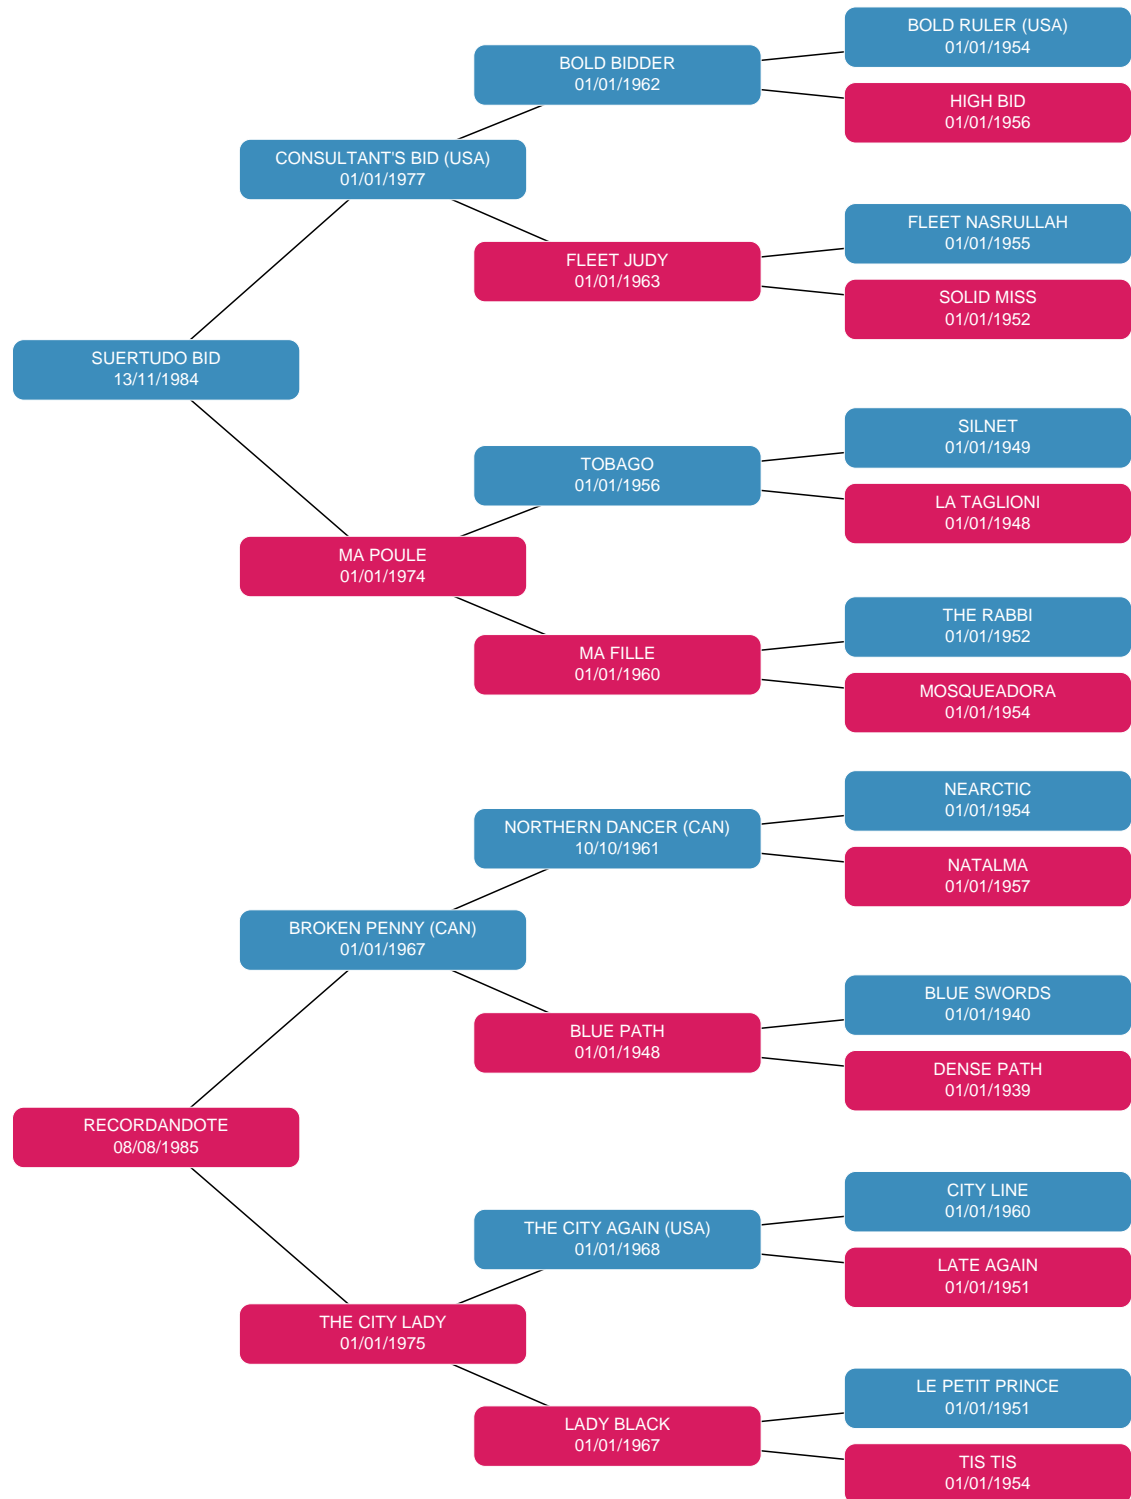 BOLD RULER (USA)
01/01/1954
BOLD BIDDER
01/01/1962
HIGH BID
01/01/1956
CONSULTANT'S BID (USA)
01/01/1977
FLEET NASRULLAH
01/01/1955
FLEET JUDY
01/01/1963
SOLID MISS
01/01/1952
SUERTUDO BID
13/11/1984
SILNET
01/01/1949
TOBAGO
01/01/1956
LA TAGLIONI
01/01/1948
MA POULE
01/01/1974
THE RABBI
01/01/1952
MA FILLE
01/01/1960
MOSQUEADORA
01/01/1954
NEARCTIC
01/01/1954
NORTHERN DANCER (CAN)
10/10/1961
NATALMA
01/01/1957
BROKEN PENNY (CAN)
01/01/1967
BLUE SWORDS
01/01/1940
BLUE PATH
01/01/1948
DENSE PATH
01/01/1939
RECORDANDOTE
08/08/1985
CITY LINE
01/01/1960
THE CITY AGAIN (USA)
01/01/1968
LATE AGAIN
01/01/1951
THE CITY LADY
01/01/1975
LE PETIT PRINCE
01/01/1951
LADY BLACK
01/01/1967
TIS TIS
01/01/1954